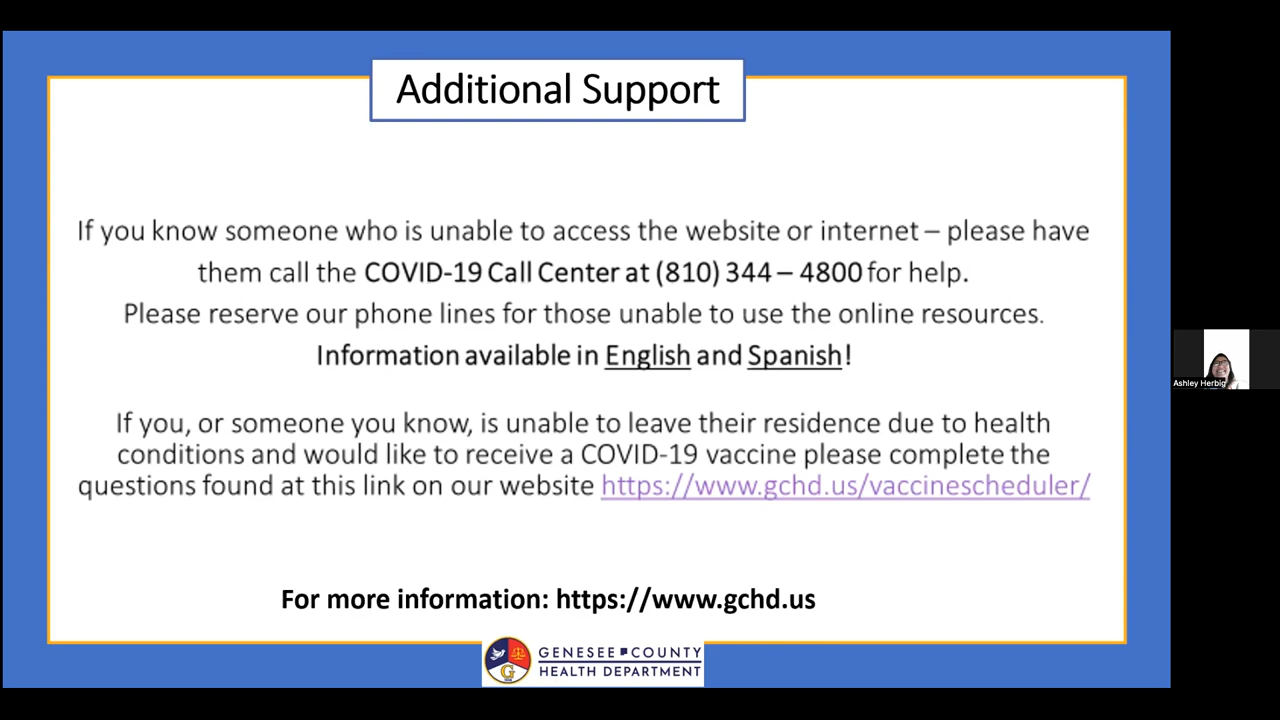 Additional Support
If you know someone who is unable to access the website or internet – please have
them call the COVID-19 Call Center at (810) 344 – 4800 for help.
Please reserve our phone lines for those unable to use the online resources.
Information available in English and Spanish!
If you, or someone you know, is unable to leave their residence due to health
conditions and would like to receive a COVID-19 vaccine please complete the
questions found at this link on our website https://www.gchd.us/vaccinescheduler/
For more information: https://www.gchd.us
GENESEE COUNTY
HEALTH DEPARTMENT
G
Ashley Herbig